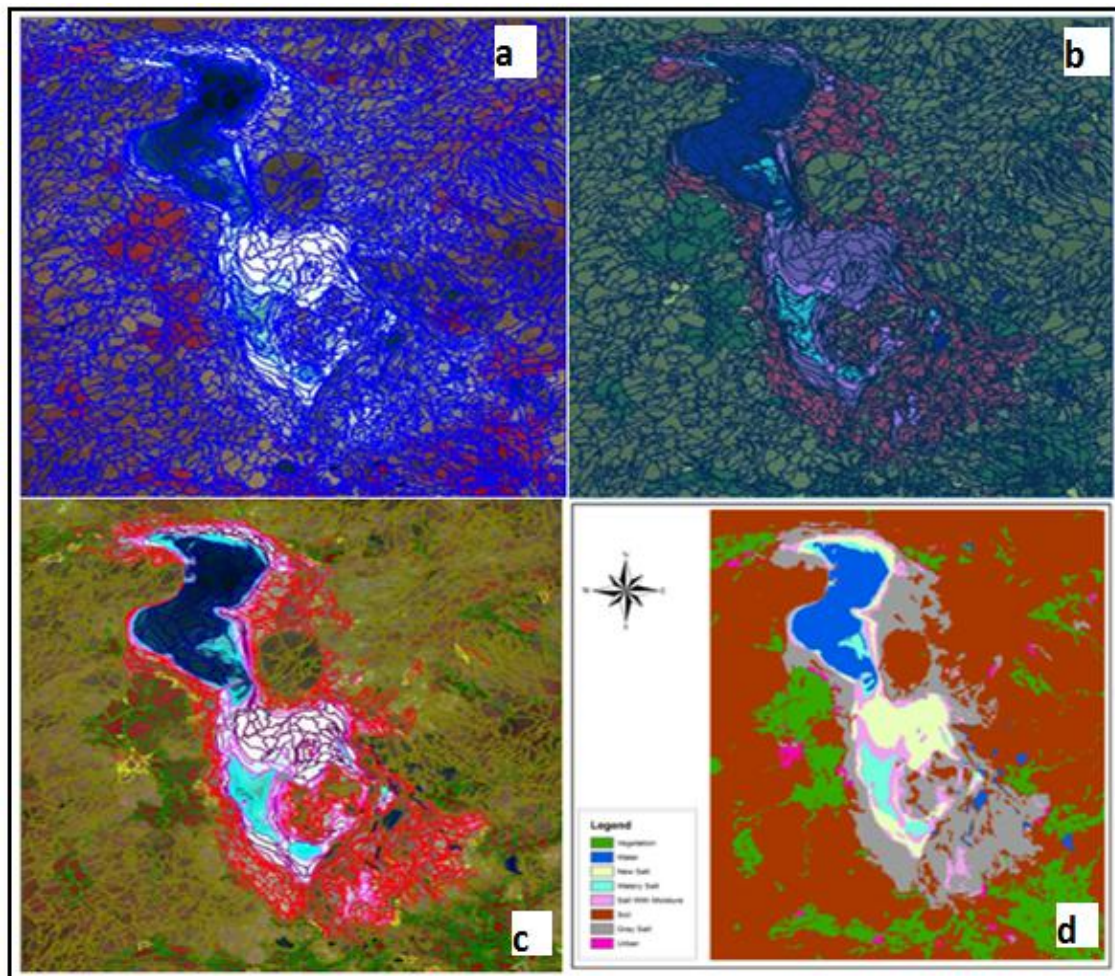 a
b
c
d
N
W
E
S
Legend
Vegetation
Water
New Salt
Watery Salt
Salt With Moisture
Soil
Gray Salt
Urban